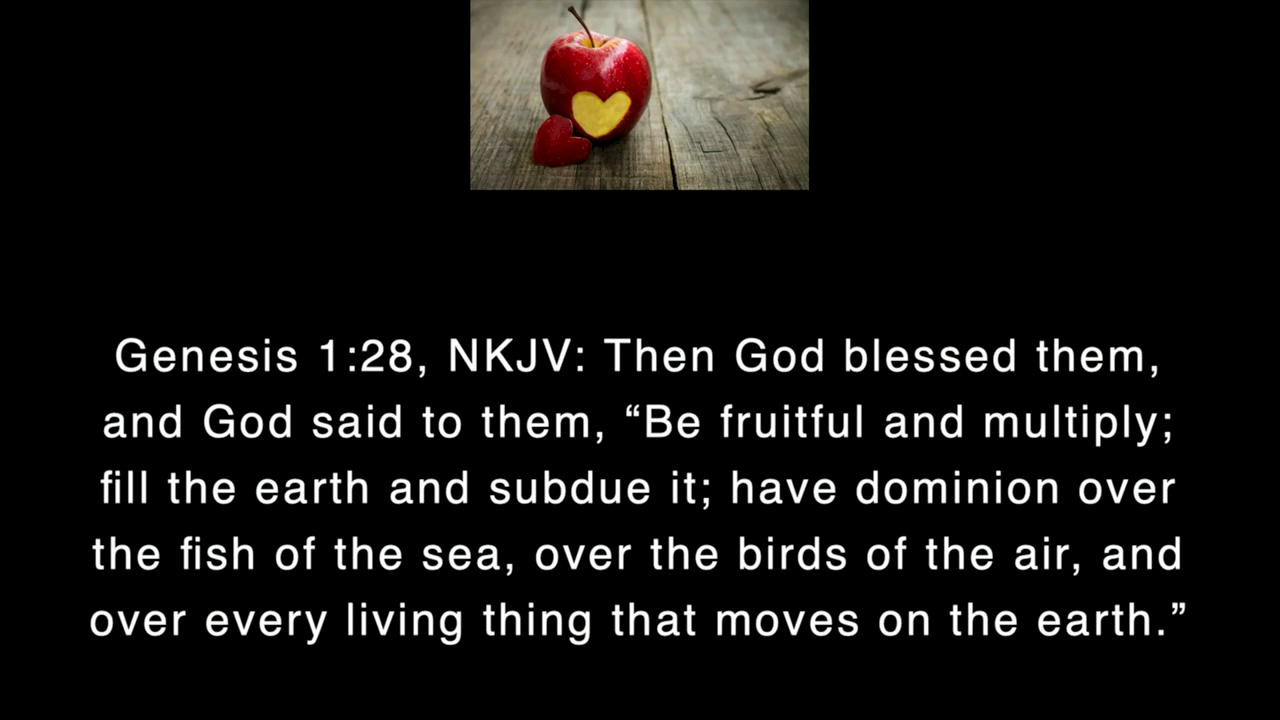 Genesis 1:28, NKJV: Then God blessed them,
and God said to them, “Be fruitful and multiply;
fill the earth and subdue it; have dominion over
the fish of the sea, over the birds of the air, and
over every living thing that moves on the earth.”